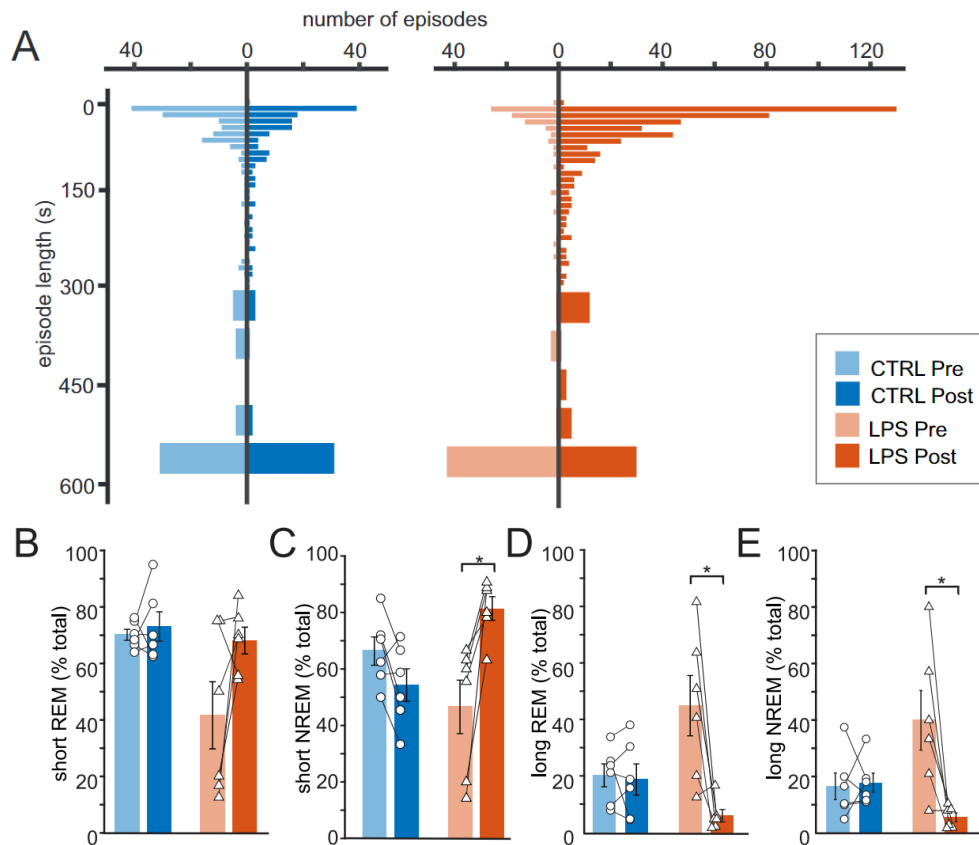 number of episodes
A
40 0 40 0 40 80 120
0
150
300
450
600
episode length (s)
CTRL Pre
CTRL Post
LPS Pre
LPS Post
B
100
80
60
40
20
0
short REM (% total)
C
100
80
60
40
20
0
short NREM (% total)
*
D
100
80
60
40
20
0
long REM (% total)
*
E
100
80
60
40
20
0
long NREM (% total)
*